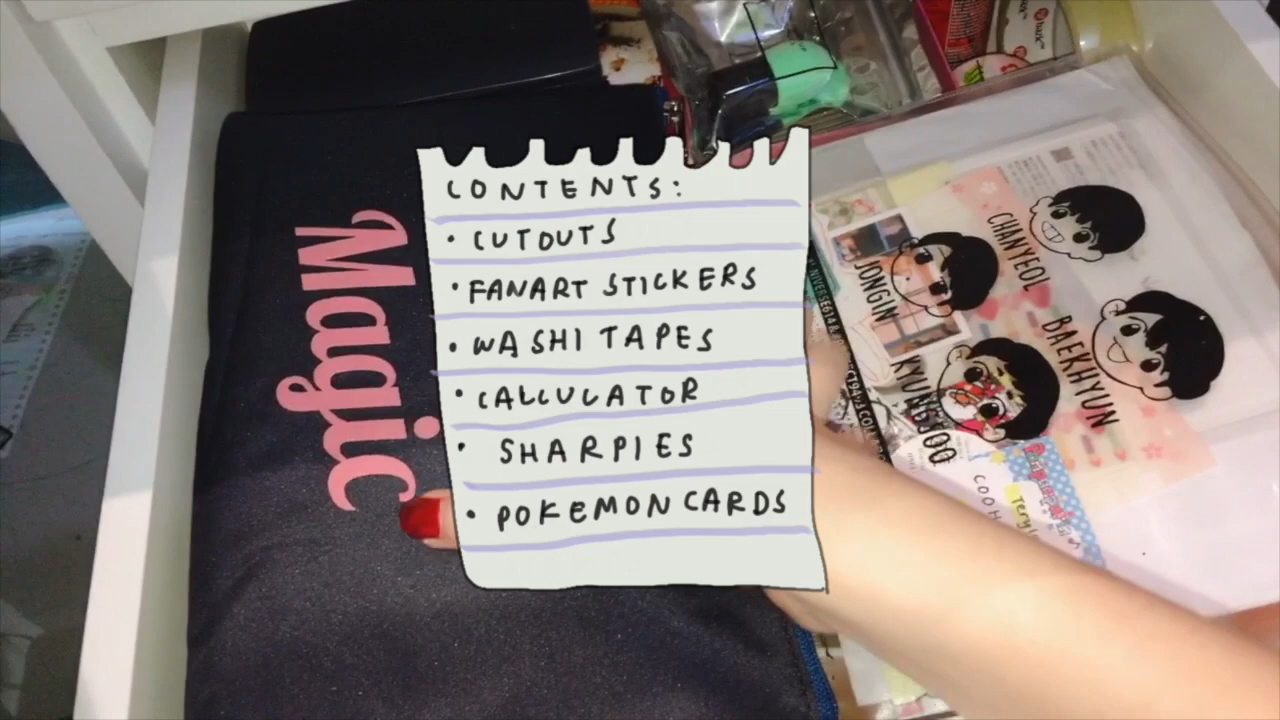 CONTENTS:
• CUTOUTS
• FANART STICKERS
• WASHI TAPES
• CALCULATOR
• SHARPIES
• POKEMON CARDS
Magic
CHANYEOL
JONGIN
BAEKHYUN
KYUNGSOO